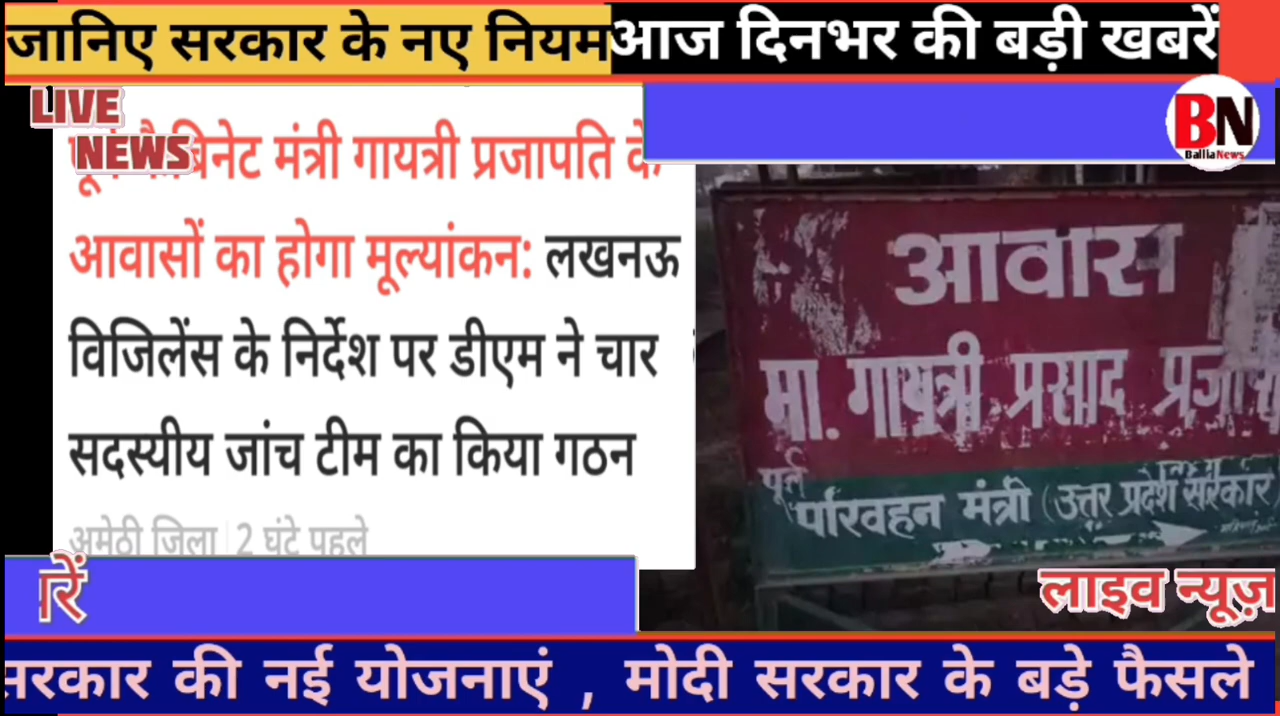 जानिए सरकार के नए नियम
आज दिनभर की बड़ी खबरें
LIVE
NEWS
BN
Ballia News
मंत्री गायत्री प्रजापति के
आवासों का होगा मूल्यांकन: लखनऊ
विजिलेंस के निर्देश पर डीएम ने चार
सदस्यीय जांच टीम का किया गठन
अमेठी जिला | 2 घंटे पहले
आवास
मा. गायत्री प्रसाद प्रजाप
पूर्व
परिवहन मंत्री (उत्तर प्रदेश सरकार)
रें
लाइव न्यूज़
सरकार की नई योजनाएं , मोदी सरकार के बड़े फैसले